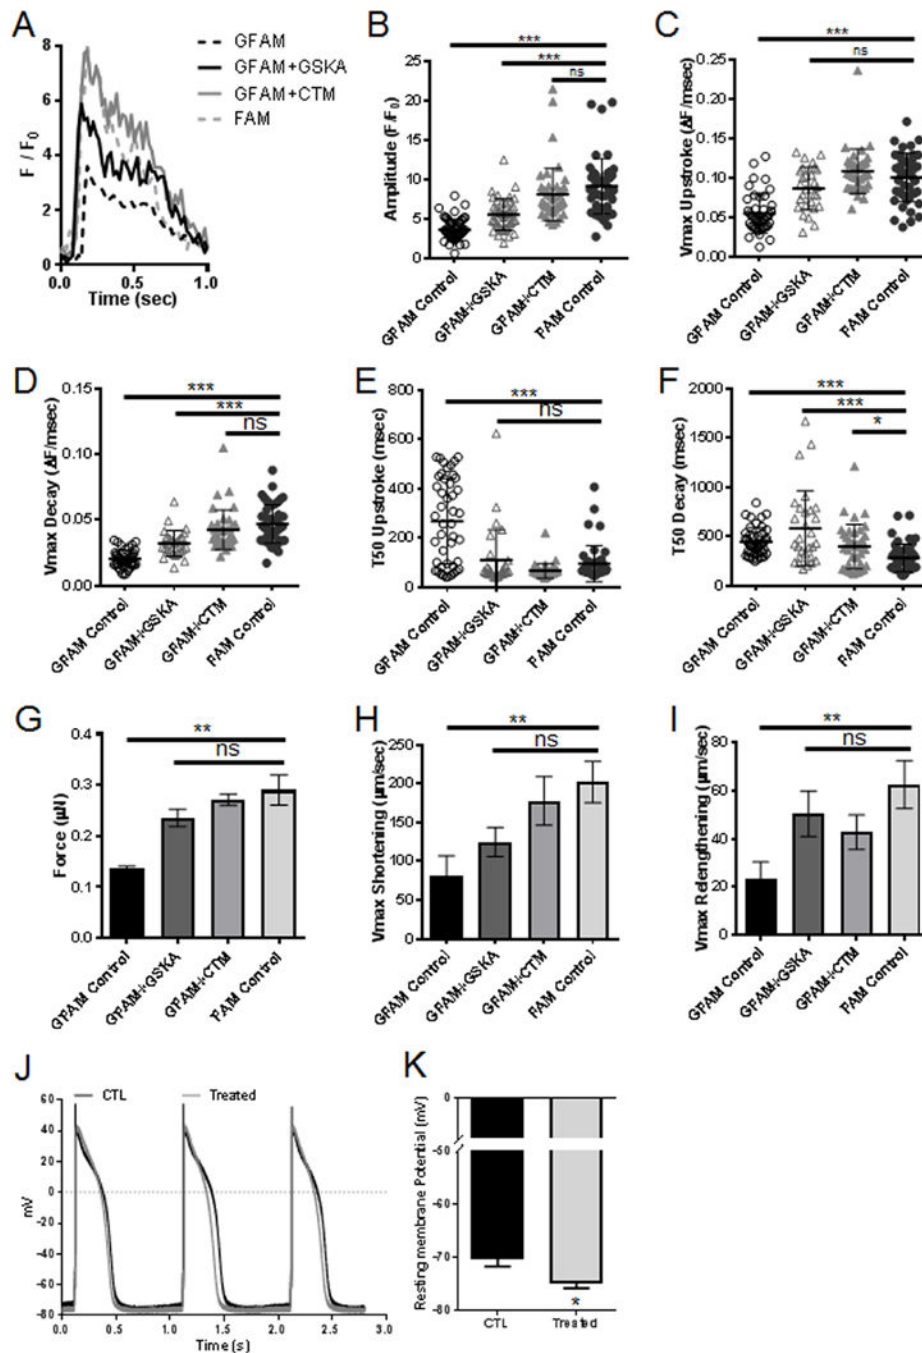 A
GFAM
GFAM+GSKA
GFAM+CTM
FAM
F / F0
8
6
4
2
0
0.0 0.5 1.0
Time (sec)
B
***
***
ns
Amplitude (F/F0)
25
20
15
10
5
0
GFAM Control
GFAM+GSKA
GFAM+CTM
FAM Control
C
***
ns
Vmax Upstroke (ΔF/msec)
0.25
0.20
0.15
0.10
0.05
0.00
GFAM Control
GFAM+GSKA
GFAM+CTM
FAM Control
D
***
***
ns
Vmax Decay (ΔF/msec)
0.15
0.10
0.05
0.00
GFAM Control
GFAM+GSKA
GFAM+CTM
FAM Control
E
***
ns
T50 Upstroke (msec)
800
600
400
200
0
GFAM Control
GFAM+GSKA
GFAM+CTM
FAM Control
F
***
***
*
T50 Decay (msec)
2000
1500
1000
500
0
GFAM Control
GFAM+GSKA
GFAM+CTM
FAM Control
G
**
ns
Force (µN)
0.4
0.3
0.2
0.1
0.0
GFAM Control
GFAM+GSKA
GFAM+CTM
FAM Control
H
**
ns
Vmax Shortening (µm/sec)
250
200
150
100
50
0
GFAM Control
GFAM+GSKA
GFAM+CTM
FAM Control
I
**
ns
Vmax Relengthening (µm/sec)
80
60
40
20
0
GFAM Control
GFAM+GSKA
GFAM+CTM
FAM Control
J
CTL Treated
mV
60
40
20
0
-20
-40
-60
-80
0.0 0.5 1.0 1.5 2.0 2.5 3.0
Time (s)
K
Resting membrane Potential (mV)
0
-50
-60
-70
-80
*
CTL Treated